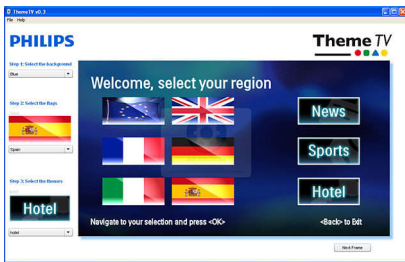 ThemeTV v0.3
File Help
PHILIPS
Theme TV
Step 1: Select the background
Blue
Step 2: Select the flags
Spain
Step 3: Select the themes
Hotel
hotel
Welcome, select your region
News
Sports
Hotel
Navigate to your selection and press <OK>
<Back> to Exit
Next Frame